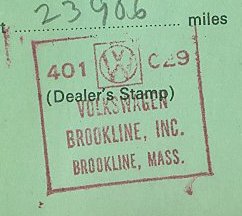 23906 miles
401 VW C29
(Dealer's Stamp)
VOLKSWAGEN
BROOKLINE, INC.
BROOKLINE, MASS.